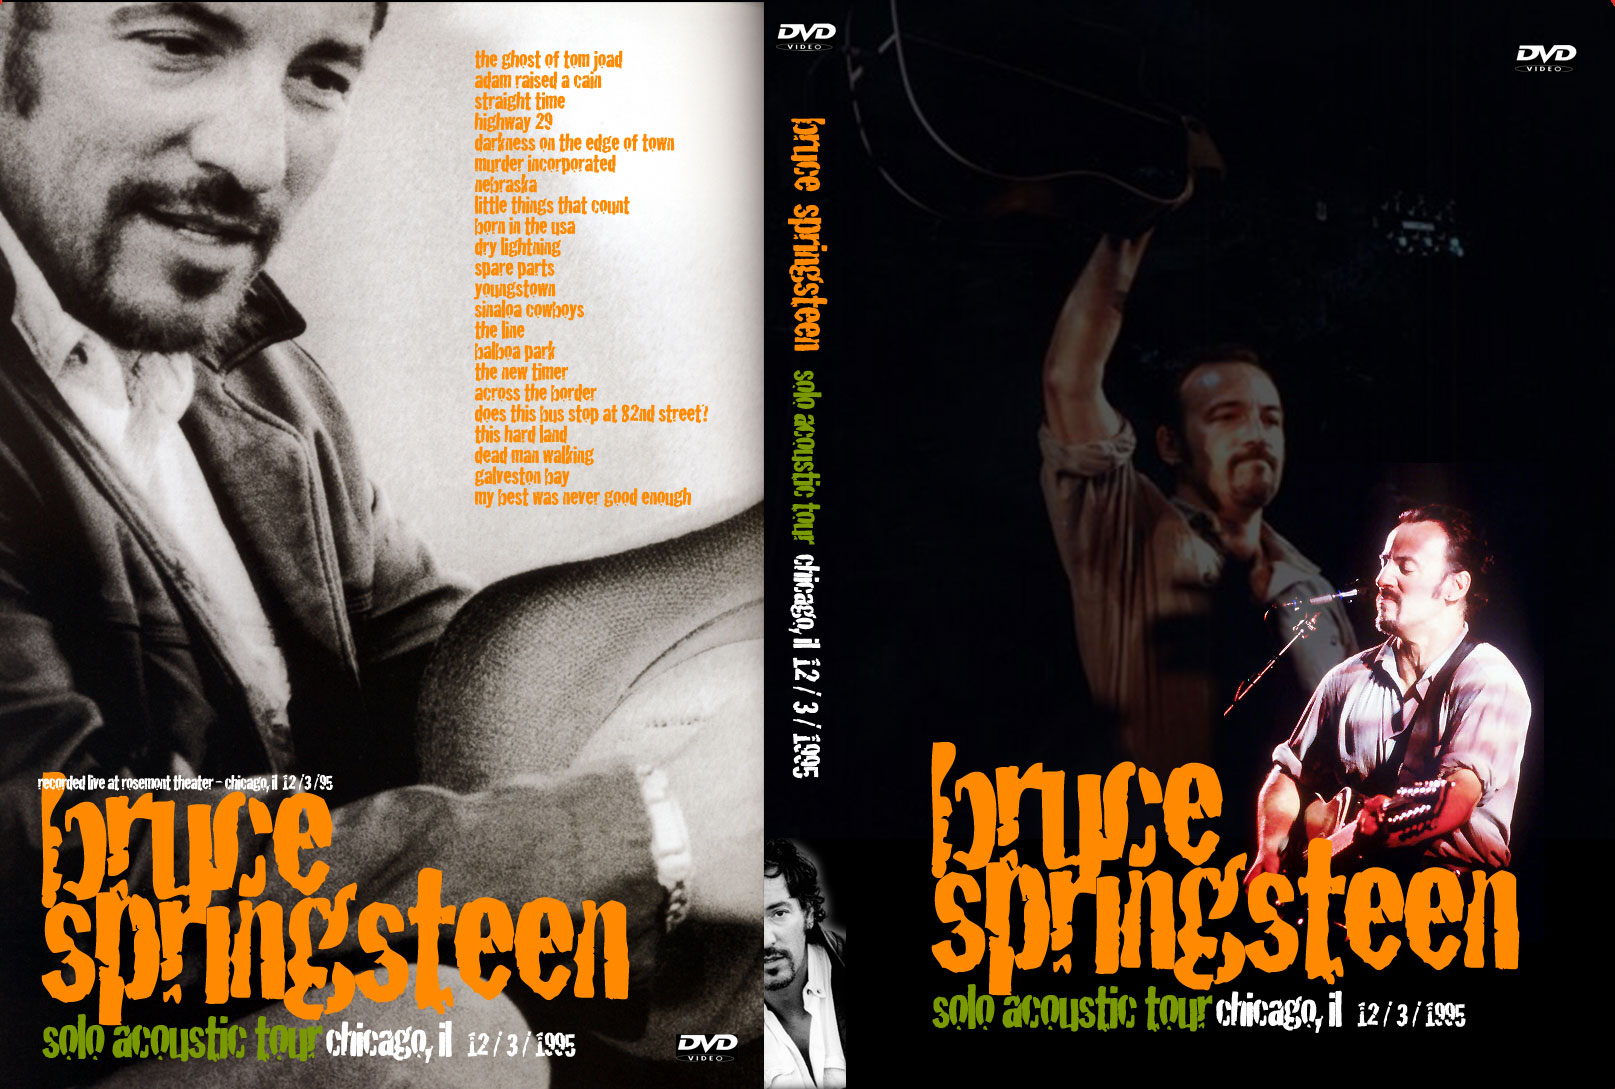 the ghost of tom joad
adam raised a cain
straight time
highway 29
darkness on the edge of town
murder incorporated
nebraska
little things that count
born in the usa
dry lightning
spare parts
youngstown
sinaloa cowboys
the line
balboa park
the new timer
across the border
does this bus stop at 82nd street?
this hard land
dead man walking
galveston bay
my best was never good enough
recorded live at rosemont theater - chicago, il 12/3/95
bruce
springsteen
solo acoustic tour chicago, il 12/3/1995
DVD
VIDEO
DVD
VIDEO
bruce springsteen solo acoustic tour chicago, il 12/3/1995
DVD
VIDEO
bruce
springsteen
solo acoustic tour chicago, il 12/3/1995